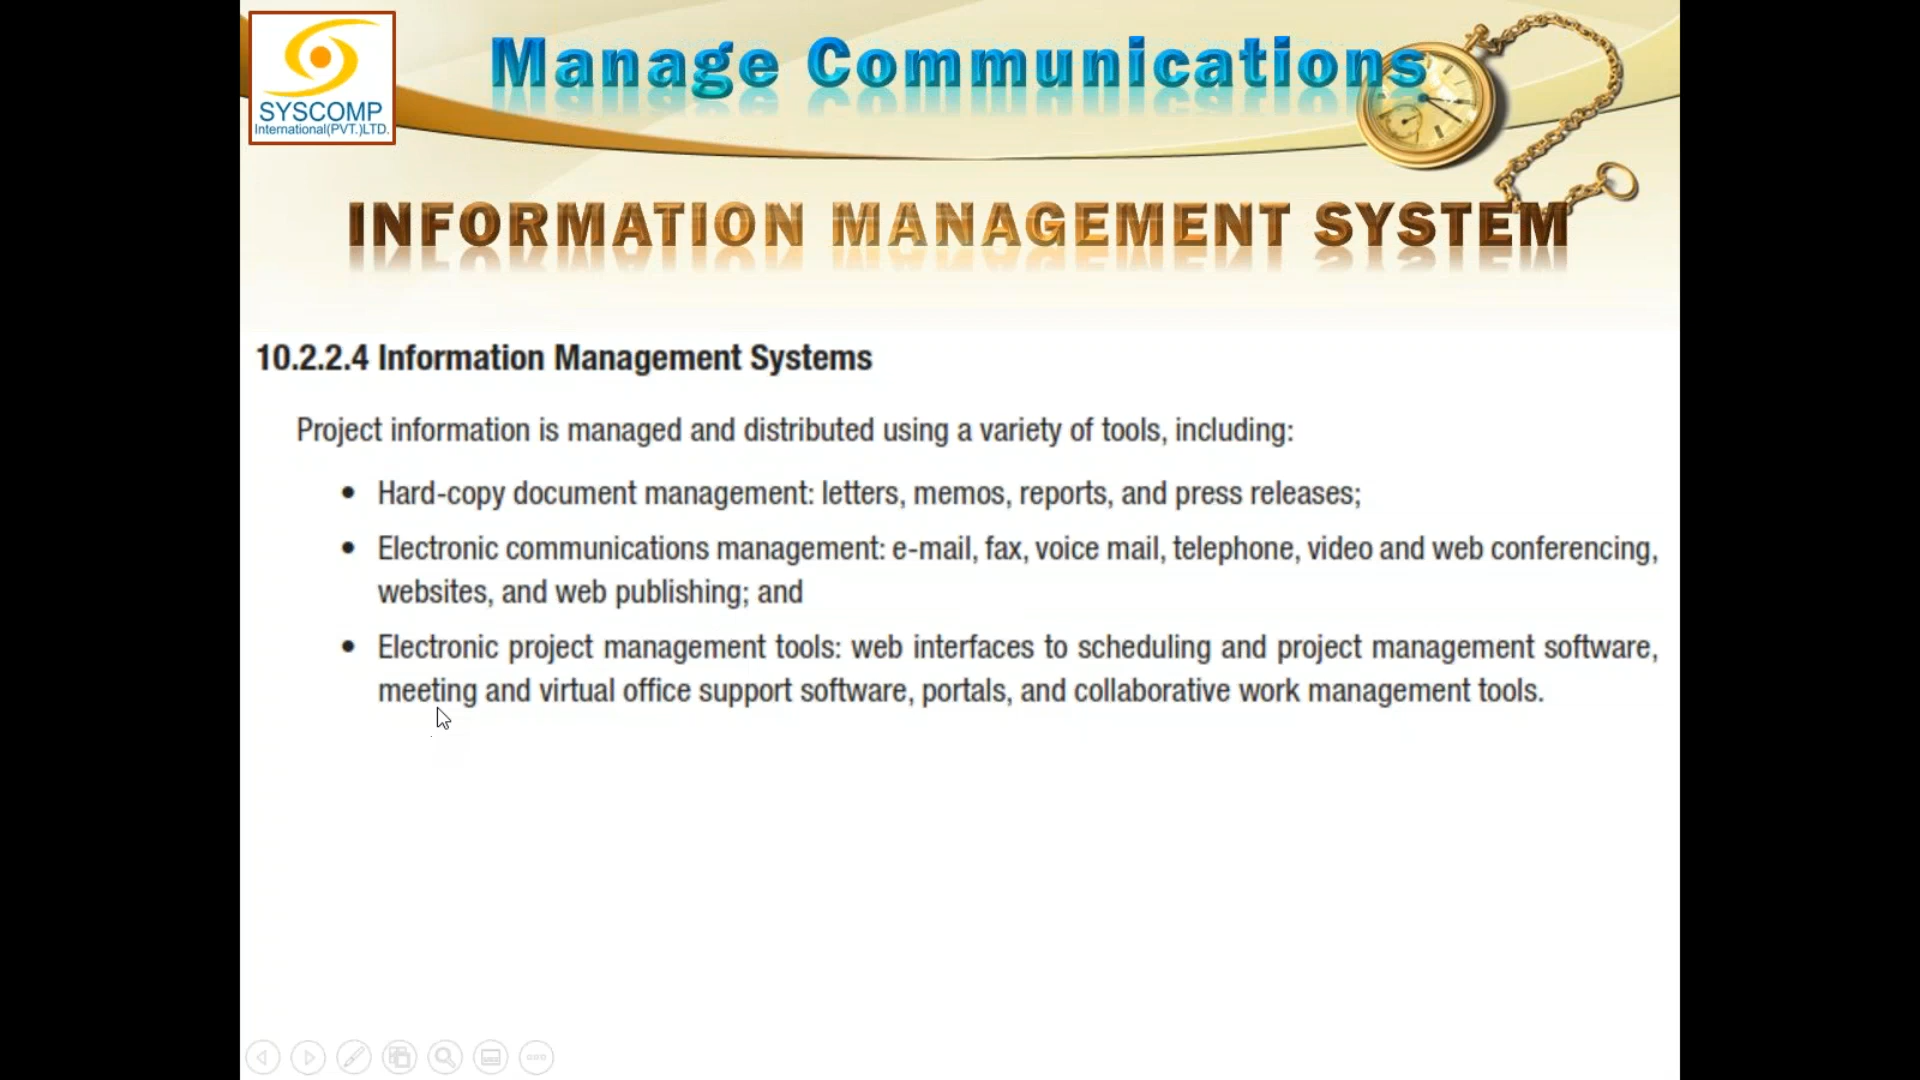 SYSCOMP
International(PVT.)LTD.
Manage Communications
INFORMATION MANAGEMENT SYSTEM
10.2.2.4 Information Management Systems
Project information is managed and distributed using a variety of tools, including:
• Hard-copy document management: letters, memos, reports, and press releases;
• Electronic communications management: e-mail, fax, voice mail, telephone, video and web conferencing,
websites, and web publishing; and
• Electronic project management tools: web interfaces to scheduling and project management software,
meeting and virtual office support software, portals, and collaborative work management tools.